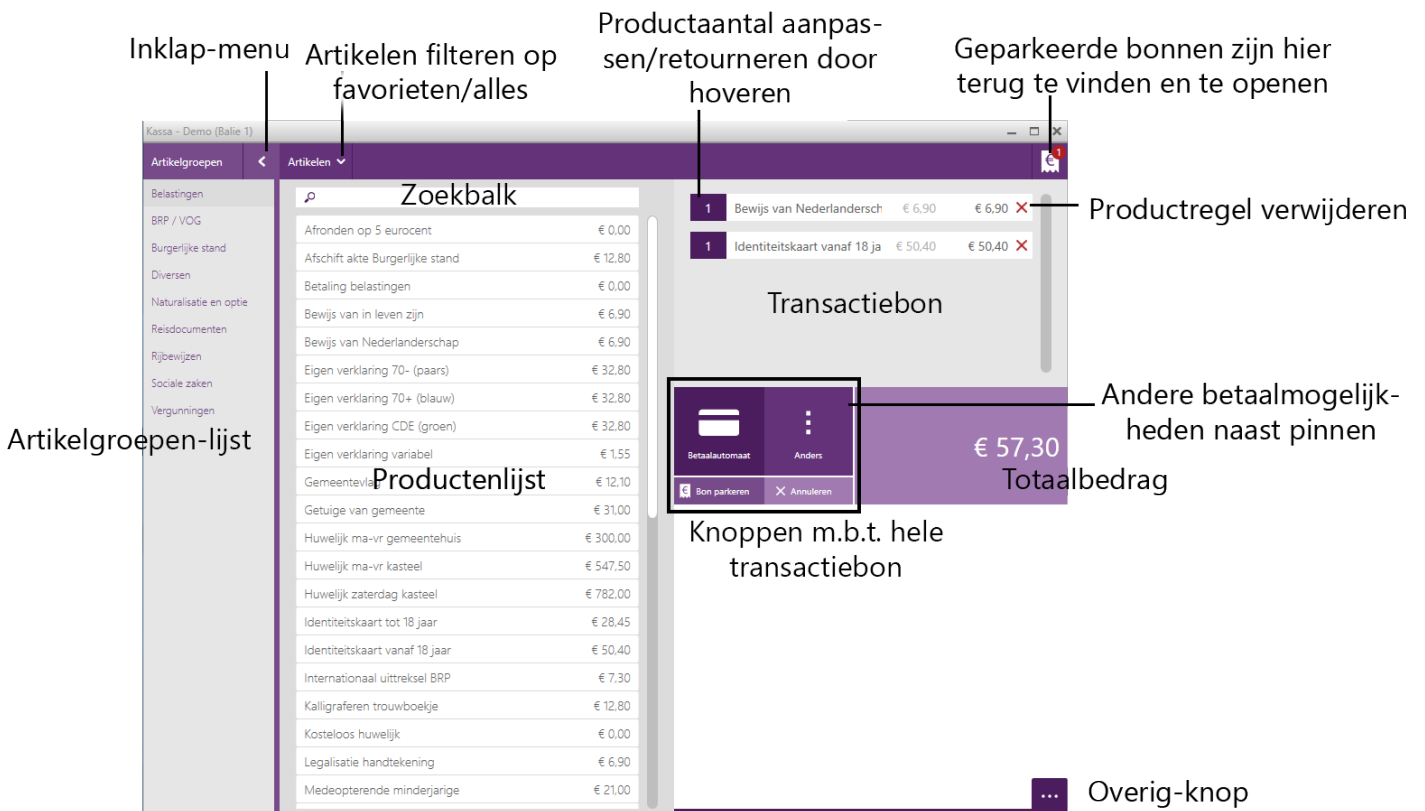 Inklap-menu
Artikelen filteren op
favorieten/alles
Productaantal aanpas-
sen/retourneren door
hoveren
Geparkeerde bonnen zijn hier
terug te vinden en te openen
Kassa - Demo (Balie 1)
Artikelgroepen
Artikelen
1
Belastingen
BRP / VOG
Burgerlijke stand
Diversen
Naturalisatie en optie
Reisdocumenten
Rijbewijzen
Sociale zaken
Vergunningen
Artikelgroepen-lijst
Zoekbalk
Afronden op 5 eurocent € 0,00
Afschift akte Burgerlijke stand € 12,80
Betaling belastingen € 0,00
Bewijs van in leven zijn € 6,90
Bewijs van Nederlanderschap € 6,90
Eigen verklaring 70- (paars) € 32,80
Eigen verklaring 70+ (blauw) € 32,80
Eigen verklaring CDE (groen) € 32,80
Eigen verklaring variabel € 1,55
Productenlijst
Gemeentevlag € 12,10
Getuige van gemeente € 31,00
Huwelijk ma-vr gemeentehuis € 300,00
Huwelijk ma-vr kasteel € 547,50
Huwelijk zaterdag kasteel € 782,00
Identiteitskaart tot 18 jaar € 28,45
Identiteitskaart vanaf 18 jaar € 50,40
Internationaal uittreksel BRP € 7,30
Kalligraferen trouwboekje € 12,80
Kosteloos huwelijk € 0,00
Legalisatie handtekening € 6,90
Medeopterende minderjarige € 21,00
1 Bewijs van Nederlandersch € 6,90 € 6,90
Productregel verwijderen
1 Identiteitskaart vanaf 18 ja € 50,40 € 50,40
Transactiebon
Betaalautomaat
Anders
Bon parkeren
Annuleren
€ 57,30
Totaalbedrag
Andere betaalmogelijk-
heden naast pinnen
Knoppen m.b.t. hele
transactiebon
Overig-knop